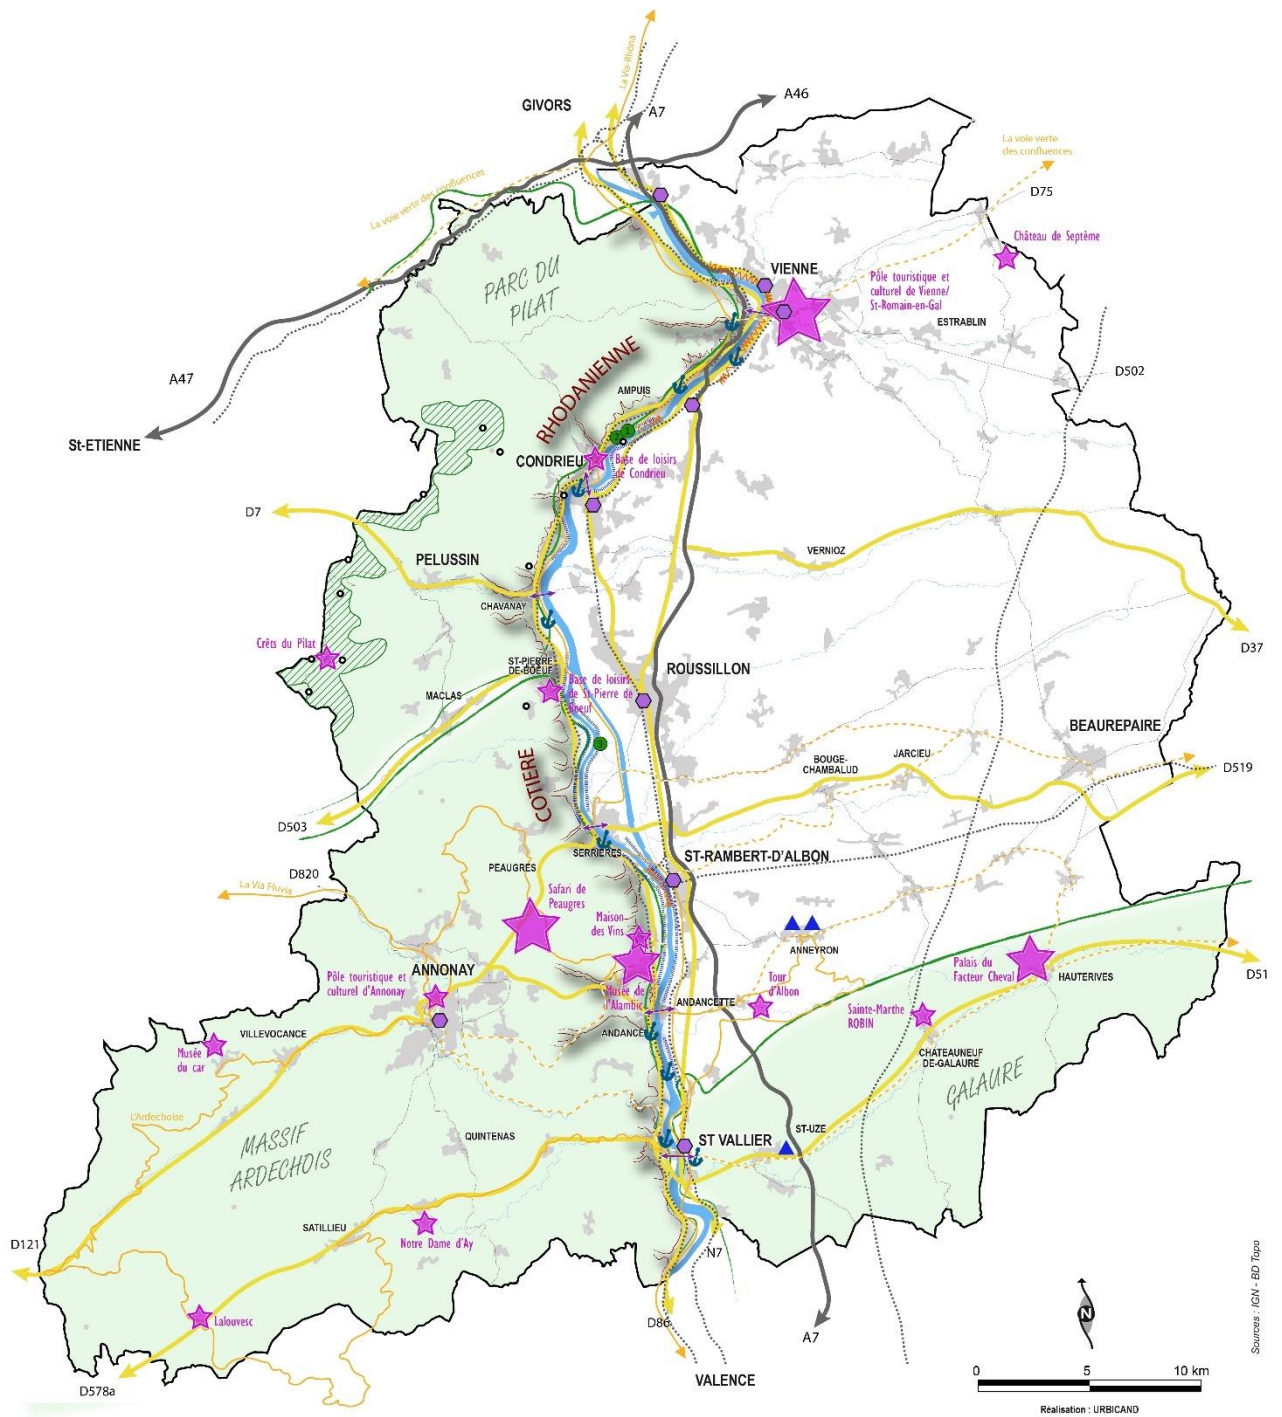 La Via-Rhôna
GIVORS
A46
A7
La voie verte
des confluences
La voie verte des confluences
D75
Château de Septème
VIENNE
Pôle touristique et
culturel de Vienne/
St-Romain-en-Gal
PARC DU
PILAT
ESTRABLIN
D502
A47
RHODANIENNE
AMPUIS
St-ETIENNE
1
2
CONDRIEU
Base de loisirs
de Condrieu
D7
VERNIOZ
PELUSSIN
CHAVANAY
Crêts du Pilat
D37
ST-PIERRE
DE-BOEUF
ROUSSILLON
Base de loisirs
de St-Pierre de
Boeuf
MACLAS
BEAUREPAIRE
3
BOUGE-
CHAMBALUD
JARCIEU
D519
COTIERE
D503
SERRIERES
ST-RAMBERT-D'ALBON
PEAUGRES
D820
La Via Fluvia
Safari de
Peaugres
Maison
des Vins
ANNEYRON
ANNONAY
Pôle touristique et
culturel d'Annonay
Palais du
Facteur Cheval
HAUTERIVES
D51
Tour
d'Albon
Musée de
l'Alambic
ANDANCETTE
Sainte-Marthe
ROBIN
VILLEVOCANCE
ANDANCE
Musée
du car
CHATEAUNEUF
DE-GALAURE
GALAURE
L'Ardechoise
MASSIF
ARDECHOIS
QUINTENAS
ST VALLIER
ST-UZE
SATILLIEU
Notre Dame d'Ay
D121
N7
Lalouvesc
D86
A7
D578a
VALENCE
N
0 5 10 km
Réalisation : URBICAND
Sources : IGN - BD Topo